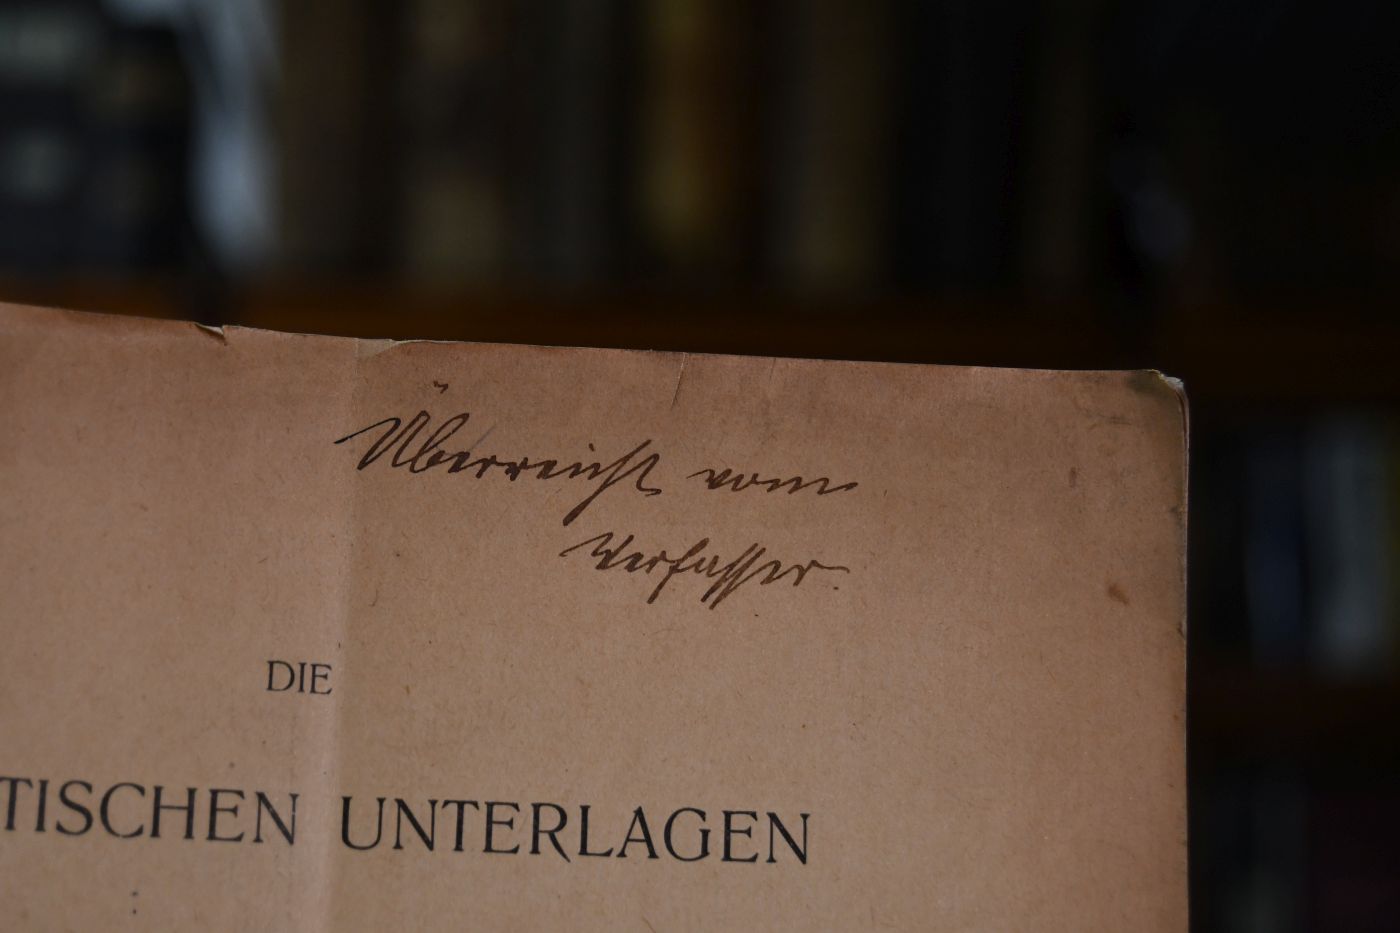 Überreicht vom
Verfasser.
DIE
TISCHEN UNTERLAGEN